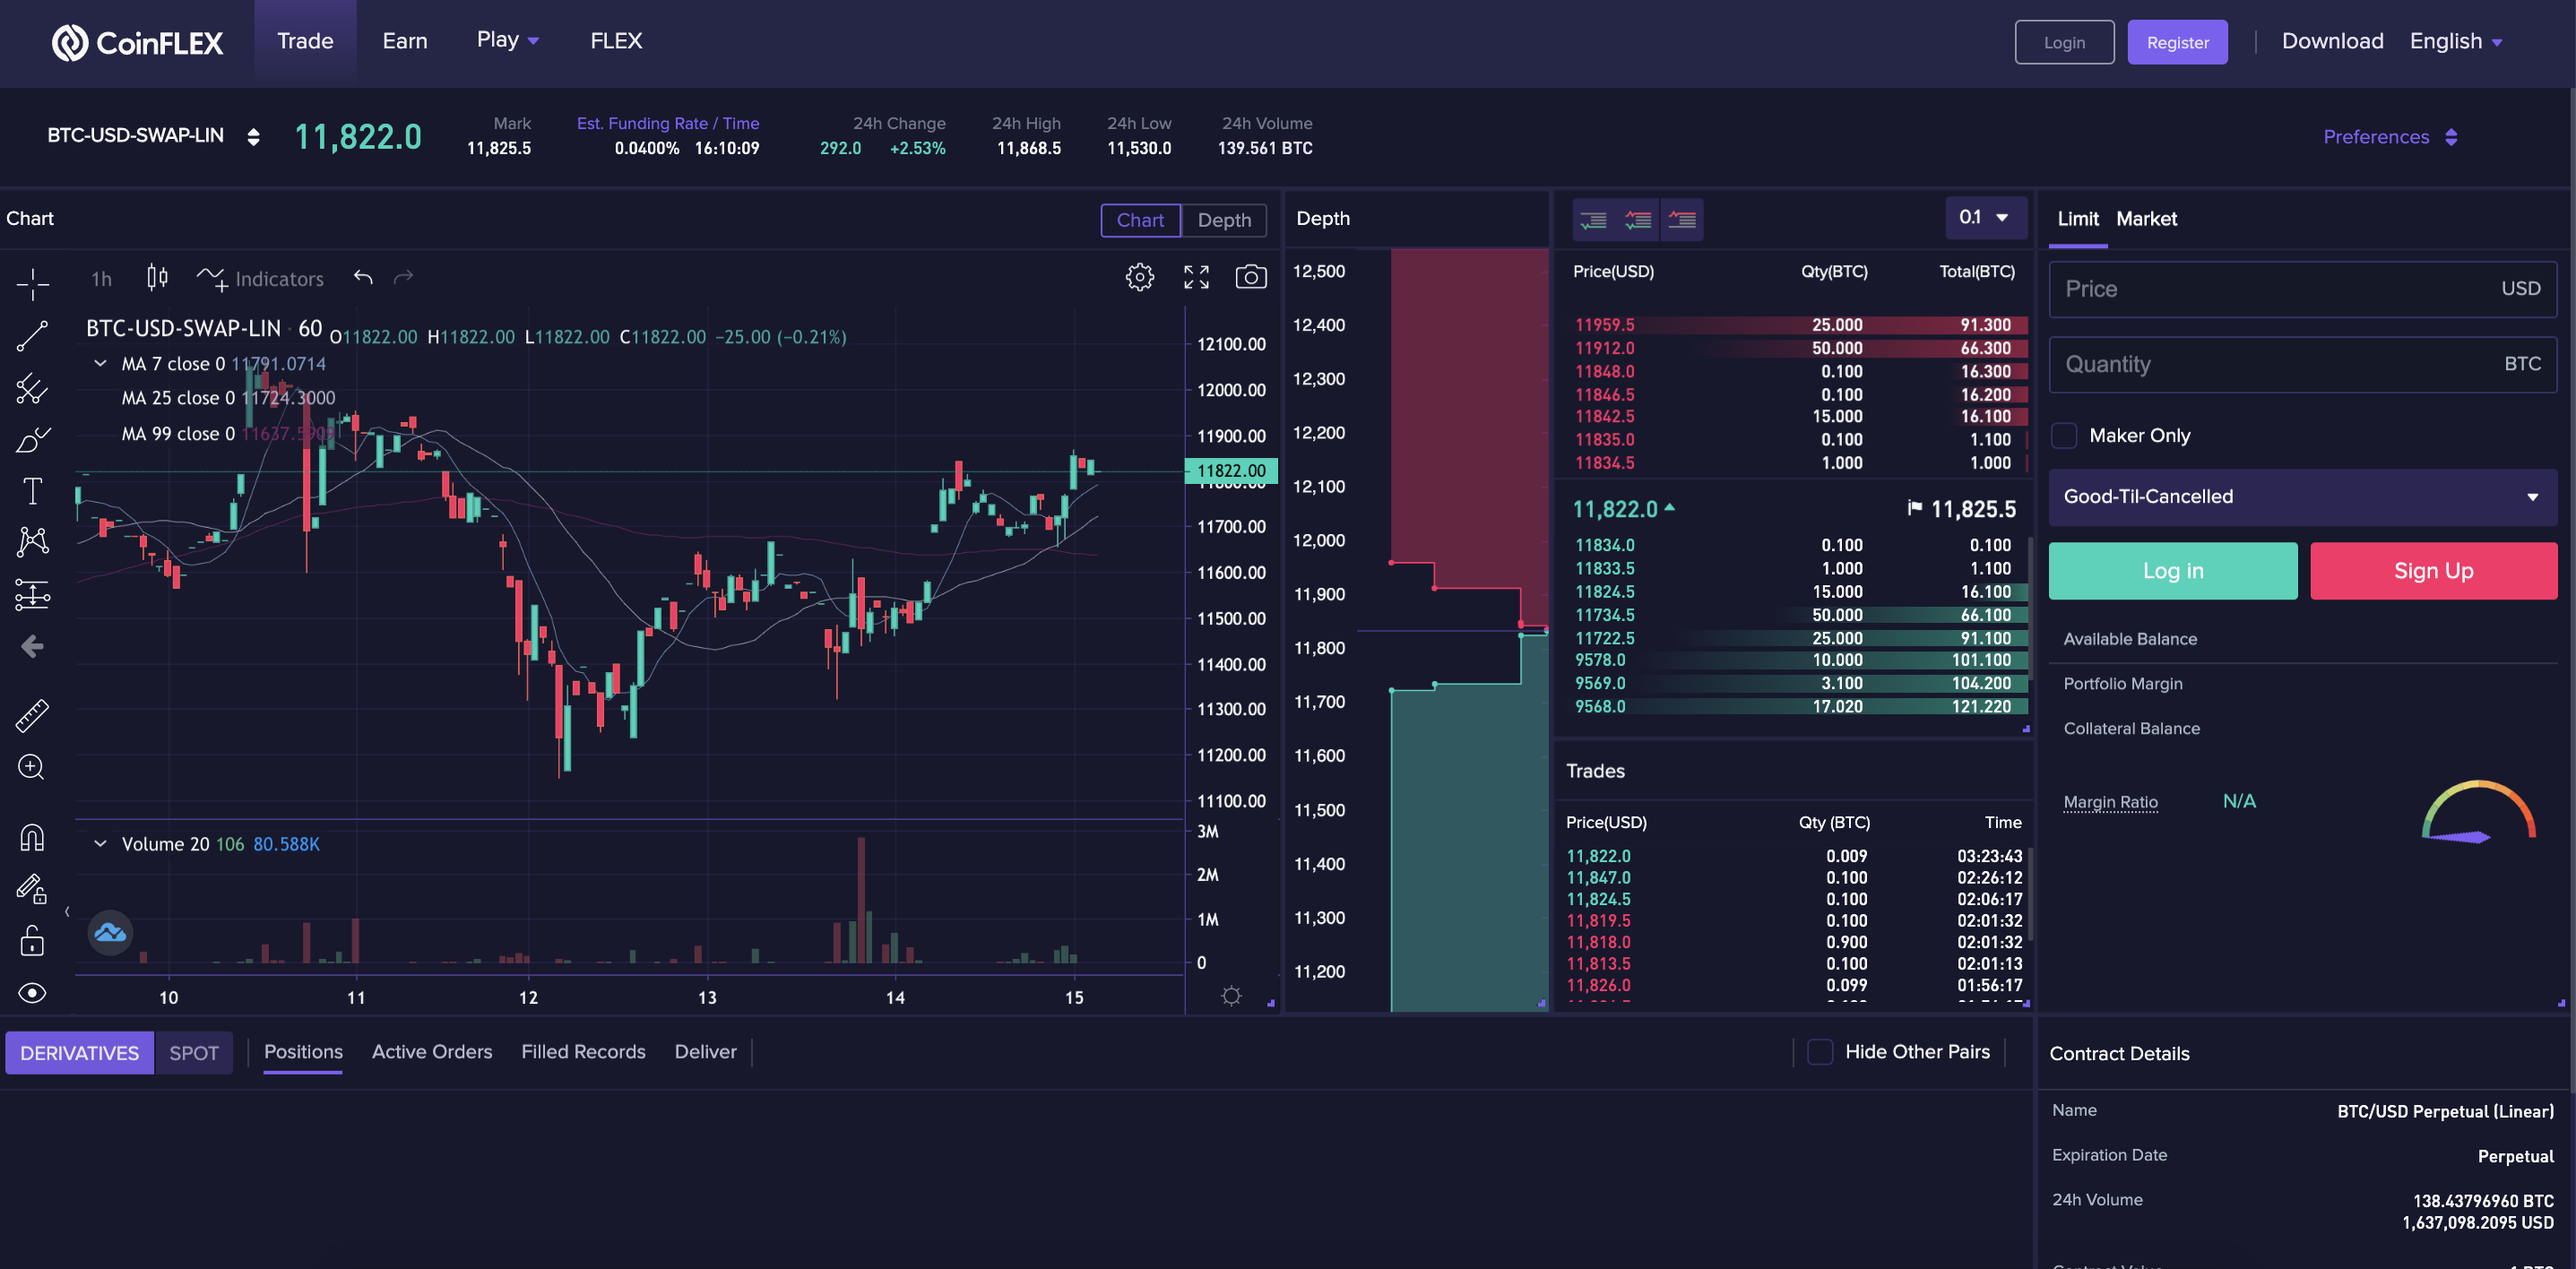 CoinFLEX Trade Earn Play FLEX Login Register Download English
BTC-USD-SWAP-LIN 11,822.0
Mark
11,825.5
Est. Funding Rate / Time
0.0400% 16:10:09
24h Change
292.0 +2.53%
24h High
11,868.5
24h Low
11,530.0
24h Volume
139.561 BTC
Preferences
Chart
Chart Depth
1h Indicators
BTC-USD-SWAP-LIN · 60 O11822.00 H11822.00 L11822.00 C11822.00 −25.00 (−0.21%)
MA 7 close 0 11791.0714
MA 25 close 0 11724.3000
MA 99 close 0
12100.00
12000.00
11900.00
11822.00
11700.00
11600.00
11500.00
11400.00
11300.00
11200.00
11100.00
Volume 20 106 80.588K
3M
2M
1M
0
10 11 12 13 14 15
Depth
12,500
12,400
12,300
12,200
12,100
12,000
11,900
11,800
11,700
11,600
11,500
11,400
11,300
11,200
0.1
Price(USD) Qty(BTC) Total(BTC)
11959.5 25.000 91.300
11912.0 50.000 66.300
11848.0 0.100 16.300
11846.5 0.100 16.200
11842.5 15.000 16.100
11835.0 0.100 1.100
11834.5 1.000 1.000
11,822.0 11,825.5
11834.0 0.100 0.100
11833.5 1.000 1.100
11824.5 15.000 16.100
11734.5 50.000 66.100
11722.5 25.000 91.100
9578.0 10.000 101.100
9569.0 3.100 104.200
9568.0 17.020 121.220
Trades
Price(USD) Qty (BTC) Time
11,822.0 0.009 03:23:43
11,847.0 0.100 02:26:12
11,824.5 0.100 02:06:17
11,819.5 0.100 02:01:32
11,818.0 0.900 02:01:32
11,813.5 0.100 02:01:13
11,826.0 0.099 01:56:17
Limit Market
Price USD
Quantity BTC
Maker Only
Good-Til-Cancelled
Log in Sign Up
Available Balance
Portfolio Margin
Collateral Balance
Margin Ratio N/A
DERIVATIVES SPOT Positions Active Orders Filled Records Deliver Hide Other Pairs
Contract Details
Name BTC/USD Perpetual (Linear)
Expiration Date Perpetual
24h Volume 138.43796960 BTC
1,637,098.2095 USD